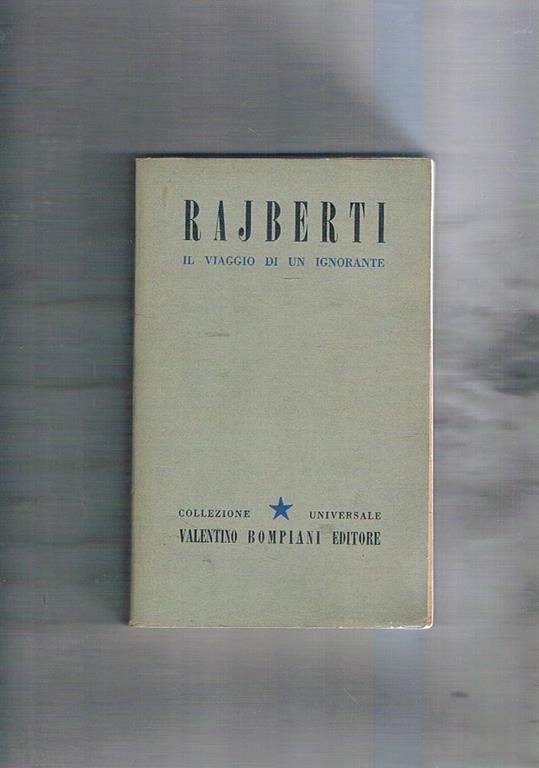 RAJBERTI
IL VIAGGIO DI UN IGNORANTE
COLLEZIONE UNIVERSALE
VALENTINO BOMPIANI EDITORE